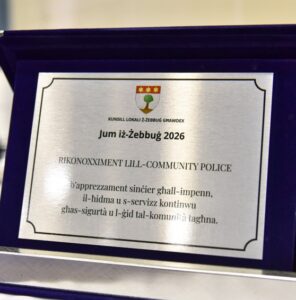 KUNSILL LOKALI Ż-ŻEBBUĠ GĦAWDEX
Jum iż-Żebbuġ 2026
RIKONOXXIMENT LILL-COMMUNITY POLICE
b'apprezzament sinċier għall-impenn,
il-ħidma u s-servizz kontinwu
għas-sigurtà u l-ġid tal-komunità tagħna.